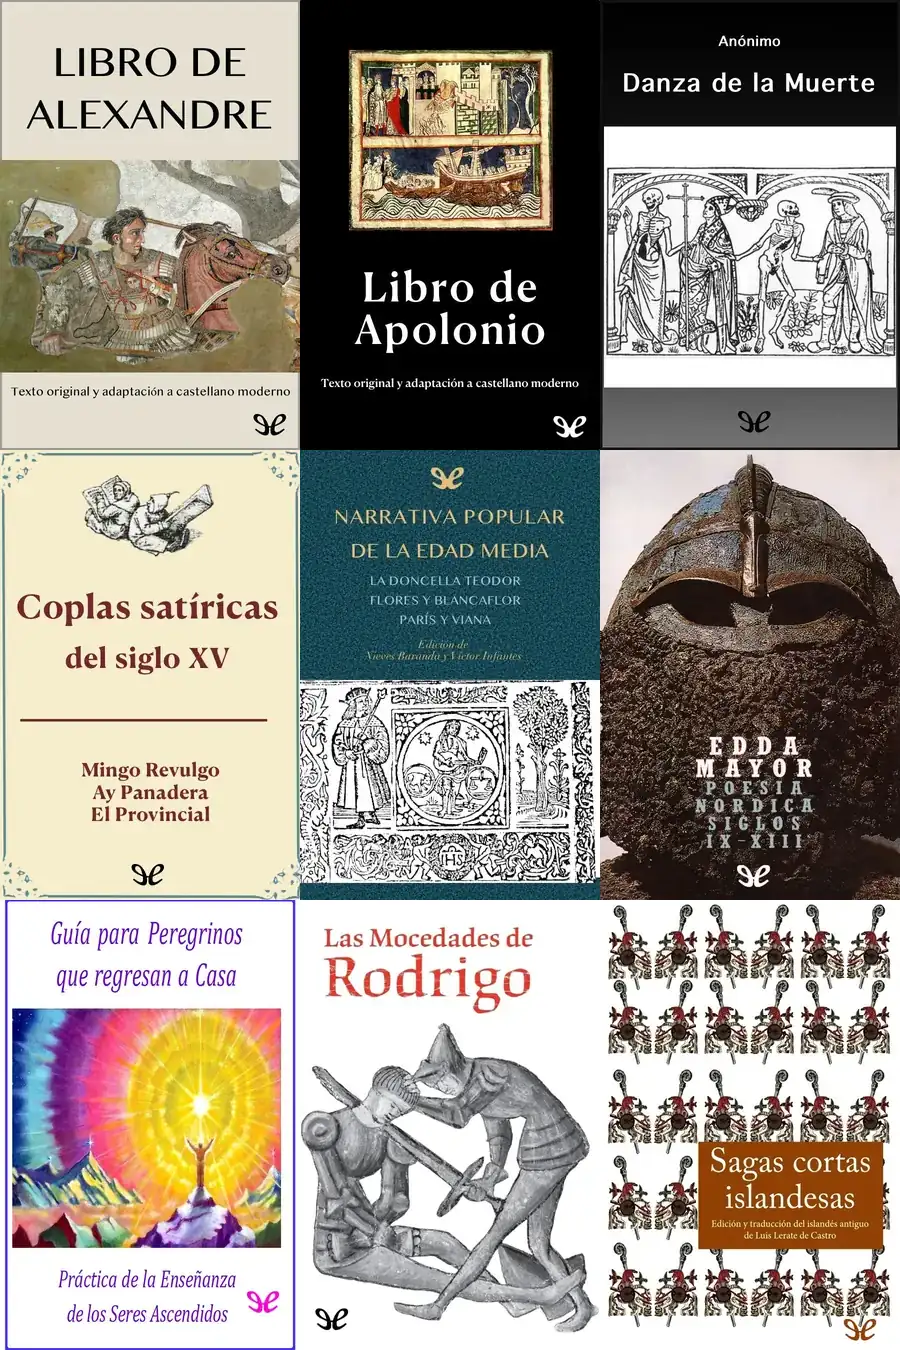 LIBRO DE
ALEXANDRE
Texto original y adaptación a castellano moderno
Libro de
Apolonio
Texto original y adaptación a castellano moderno
Anónimo
Danza de la Muerte
Coplas satíricas
del siglo XV
Mingo Revulgo
Ay Panadera
El Provincial
NARRATIVA POPULAR
DE LA EDAD MEDIA
LA DONCELLA TEODOR
FLORES Y BLANCAFLOR
PARÍS Y VIANA
Edición de
Nieves Baranda y Víctor Infantes
IHS
EDDA
MAYOR
POESIA
NORDICA
SIGLOS
IX-XIII
Guía para Peregrinos
que regresan a Casa
Práctica de la Enseñanza
de los Seres Ascendidos
Las Mocedades de
Rodrigo
Sagas cortas
islandesas
Edición y traducción del islandés antiguo
de Luis Lerate de Castro